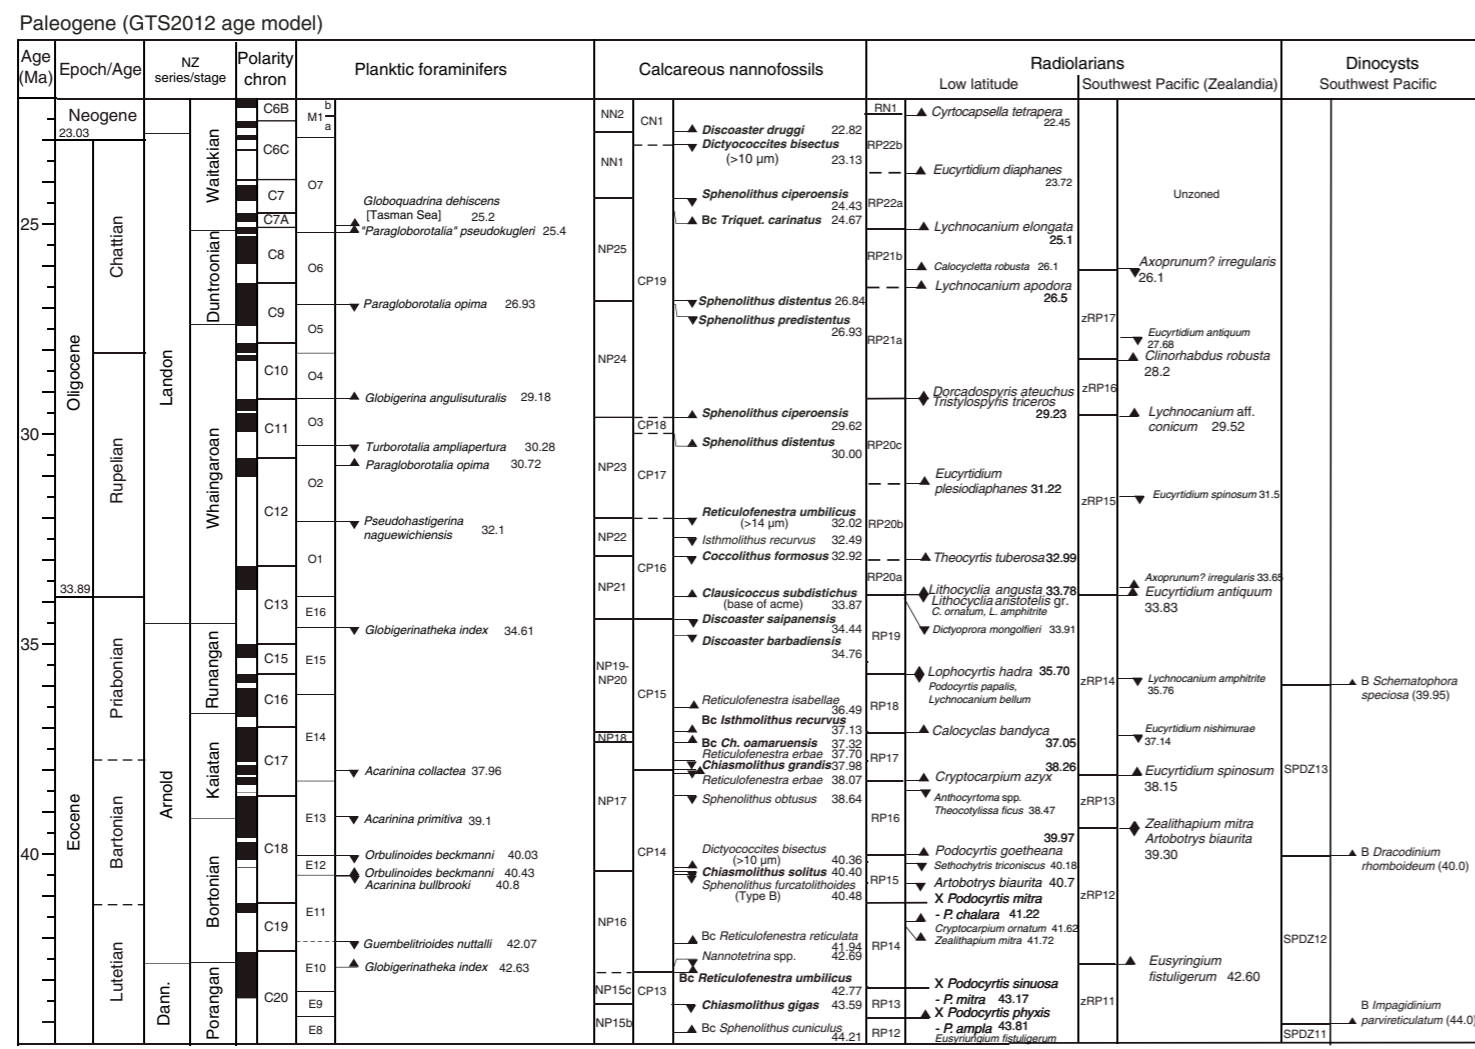 Paleogene (GTS2012 age model)
Age
(Ma)
Epoch/Age
NZ
series/stage
Polarity
chron
Planktic foraminifers
Calcareous nannofossils
Radiolarians
Low latitude
Southwest Pacific (Zealandia)
Dinocysts
Southwest Pacific
25
30
35
40
Neogene
23.03
Oligocene
Chattian
Rupelian
33.89
Eocene
Priabonian
Bartonian
Lutetian
Landon
Arnold
Dann.
Waitakian
Duntroonian
Whaingaroan
Runangan
Kaiatan
Bortonian
Porangan
C6B
C6C
C7
C7A
C8
C9
C10
C11
C12
C13
C15
C16
C17
C18
C19
C20
M1
b
a
O7
O6
O5
O4
O3
O2
O1
E16
E15
E14
E13
E12
E11
E10
E9
E8
Globoquadrina dehiscens
[Tasman Sea] 25.2
"Paragloborotalia" pseudokugleri 25.4
Paragloborotalia opima 26.93
Globigerina angulisuturalis 29.18
Turborotalia ampliapertura 30.28
Paragloborotalia opima 30.72
Pseudohastigerina
naguewichiensis 32.1
Globigerinatheka index 34.61
Acarinina collactea 37.96
Acarinina primitiva 39.1
Orbulinoides beckmanni 40.03
Orbulinoides beckmanni 40.43
Acarinina bullbrooki 40.8
Guembelitrioides nuttalli 42.07
Globigerinatheka index 42.63
NN2
NN1
NP25
NP24
NP23
NP22
NP21
NP19-
NP20
NP18
NP17
NP16
NP15c
NP15b
CN1
CP19
CP18
CP17
CP16
CP15
CP14
CP13
Discoaster druggi 22.82
Dictyococcites bisectus
(>10 µm) 23.13
Sphenolithus ciperoensis
24.43
Bc Triquet. carinatus 24.67
Sphenolithus distentus 26.84
Sphenolithus predistentus
26.93
Sphenolithus ciperoensis
29.62
Sphenolithus distentus
30.00
Reticulofenestra umbilicus
(>14 µm) 32.02
Isthmolithus recurvus 32.49
Coccolithus formosus 32.92
Clausicoccus subdistichus
(base of acme) 33.87
Discoaster saipanensis
34.44
Discoaster barbadiensis
34.76
Reticulofenestra isabellae
36.49
Bc Isthmolithus recurvus
37.13
Bc Ch. oamaruensis 37.32
Reticulofenestra erbae 37.70
Chiasmolithus grandis 37.98
Reticulofenestra erbae 38.07
Sphenolithus obtusus 38.64
Dictyococcites bisectus
(>10 µm) 40.36
Chiasmolithus solitus 40.40
Sphenolithus furcatolithoides
(Type B) 40.48
Bc Reticulofenestra reticulata
41.94
Nannotetrina spp. 42.69
Bc Reticulofenestra umbilicus
42.77
Chiasmolithus gigas 43.59
Bc Sphenolithus cuniculus
44.21
RN1
RP22b
RP22a
RP21b
RP21a
RP20c
RP20b
RP20a
RP19
RP18
RP17
RP16
RP15
RP14
RP13
RP12
Cyrtocapsella tetrapera
22.45
Eucyrtidium diaphanes
23.72
Lychnocanium elongata
25.1
Calocycletta robusta 26.1
Lychnocanium apodora
26.5
Dorcadospyris ateuchus
Tristylospyris triceros
29.23
Eucyrtidium
plesiodiaphanes 31.22
Theocyrtis tuberosa 32.99
Lithocyclia angusta 33.78
Lithocyclia aristotelis gr.
C. ornatum, L. amphitrite
Dictyoprora mongolfieri 33.91
Lophocyrtis hadra 35.70
Podocyrtis papalis,
Lychnocanium bellum
Calocyclas bandyca
37.05
38.26
Cryptocarpium azyx
Anthocyrtoma spp.
Theocotylissa ficus 38.47
39.97
Podocyrtis goetheana
Sethochytris triconiscus 40.18
Artobotrys biaurita 40.7
X Podocyrtis mitra
- P. chalara 41.22
Cryptocarpium ornatum 41.62
Zealithapium mitra 41.72
X Podocyrtis sinuosa
- P. mitra 43.17
X Podocyrtis phyxis
- P. ampla 43.81
Eusyriungium fistuligerum
zRP17
zRP16
zRP15
zRP14
zRP13
zRP12
zRP11
Unzoned
Axoprunum? irregularis
26.1
Eucyrtidium antiquum
27.68
Clinorhabdus robusta
28.2
Lychnocanium aff.
conicum 29.52
Eucyrtidium spinosum 31.5
Axoprunum? irregularis 33.65
Eucyrtidium antiquum
33.83
Lychnocanium amphitrite
35.76
Eucyrtidium nishimurae
37.14
Eucyrtidium spinosum
38.15
Zealithapium mitra
Artobotrys biaurita
39.30
Eusyringium
fistuligerum 42.60
SPDZ13
SPDZ12
SPDZ11
B Schematophora
speciosa (39.95)
B Dracodinium
rhomboideum (40.0)
B Impagidinium
parvireticulatum (44.0)